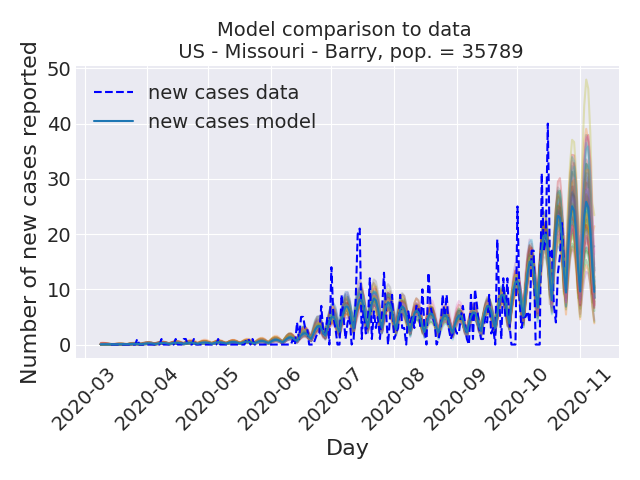 Model comparison to data
US - Missouri - Barry, pop. = 35789
Number of new cases reported
50
40
30
20
10
0
new cases data
new cases model
2020-03
2020-04
2020-05
2020-06
2020-07
2020-08
2020-09
2020-10
2020-11
Day